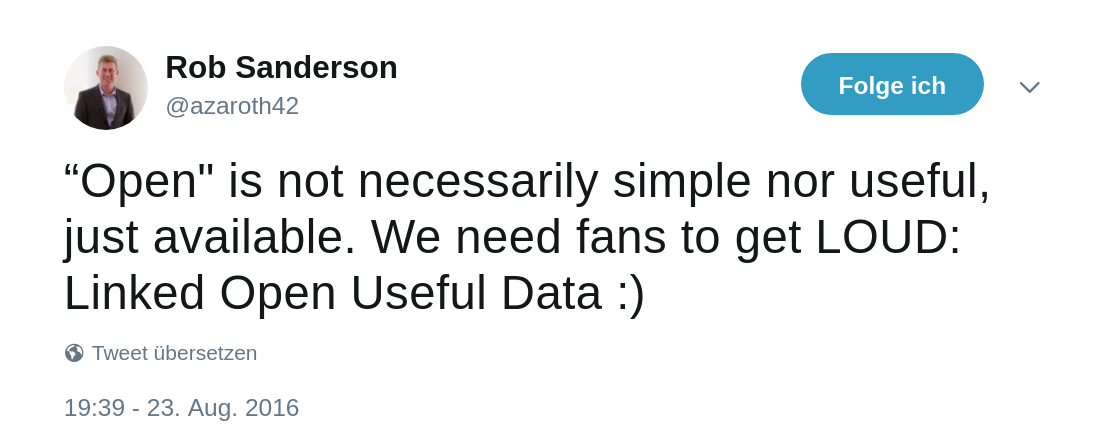 Rob Sanderson
@azaroth42
Folge ich
“Open" is not necessarily simple nor useful,
just available. We need fans to get LOUD:
Linked Open Useful Data :)
Tweet übersetzen
19:39 - 23. Aug. 2016